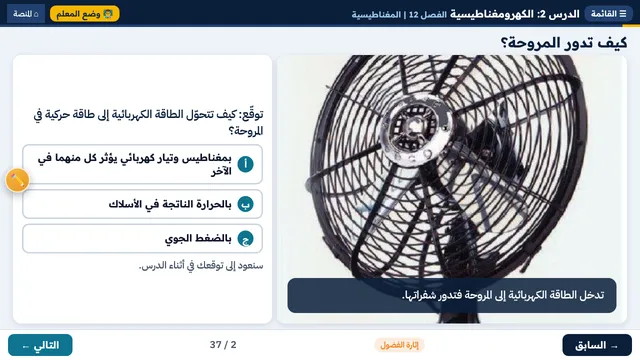 ☰ القائمة
الدرس 2: الكهرومغناطيسية
الفصل 12 | المغناطيسية
وضع المعلم
⌂ المنصة
كيف تدور المروحة؟
توقّع: كيف تتحوّل الطاقة الكهربائية إلى طاقة حركية في
المروحة؟
أ
بمغناطيس وتيار كهربائي يؤثر كل منهما في
الآخر
ب
بالحرارة الناتجة في الأسلاك
ج
بالضغط الجوي
سنعود إلى توقعك في أثناء الدرس.
تدخل الطاقة الكهربائية إلى المروحة فتدور شفراتها.
→ السابق
إثارة الفضول
2 / 37
التالي ←